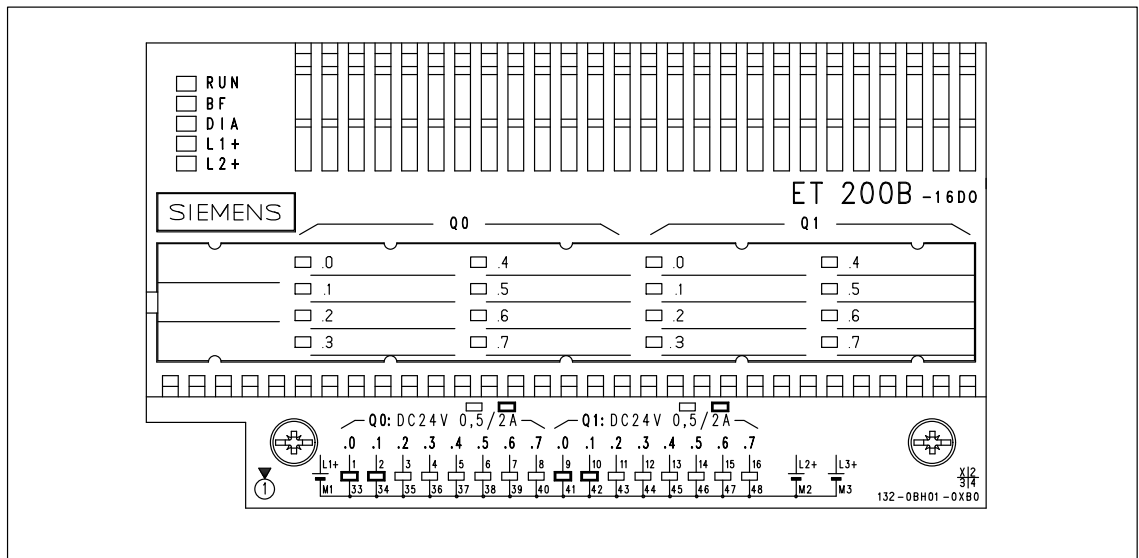 RUN
BF
DIA
L1+
L2+
SIEMENS
ET 200B -16DO
Q0 Q1
.0 .4 .0 .4
.1 .5 .1 .5
.2 .6 .2 .6
.3 .7 .3 .7
Q0: DC24V 0,5/2A Q1: DC24V 0,5/2A
.0 .1 .2 .3 .4 .5 .6 .7 .0 .1 .2 .3 .4 .5 .6 .7
L1+ 1 2 3 4 5 6 7 8 9 10 11 12 13 14 15 16 L2+ L3+
M1 33 34 35 36 37 38 39 40 41 42 43 44 45 46 47 48 M2 M3
1
X 2
3 4
132-0BH01-0XB0